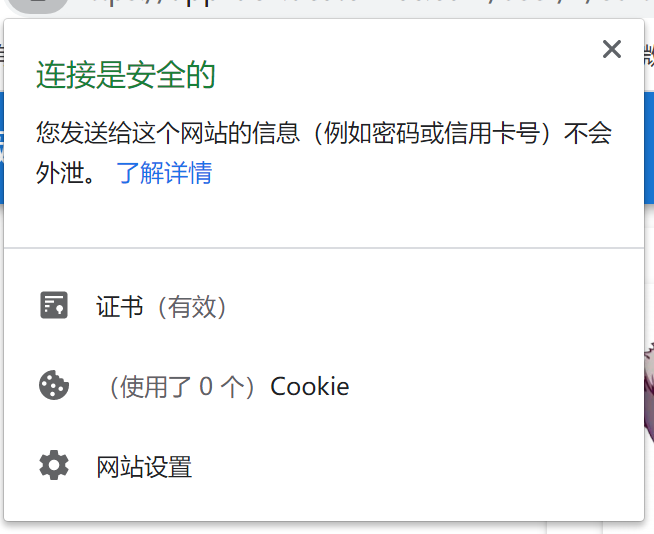 连接是安全的
您发送给这个网站的信息（例如密码或信用卡号）不会
外泄。 了解详情
证书（有效）
（使用了 0 个）Cookie
网站设置